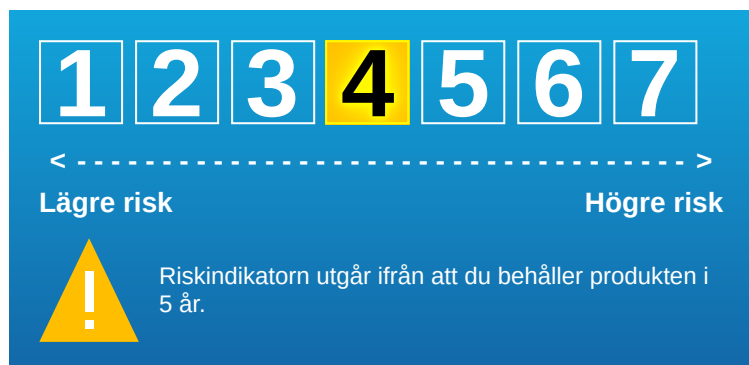 1 2 3 4 5 6 7
< - - - - - - - - - - - - - - - - - - - - - - - - - - - - - - - - - - - - >
Lägre risk Högre risk
!
Riskindikatorn utgår ifrån att du behåller produkten i
5 år.